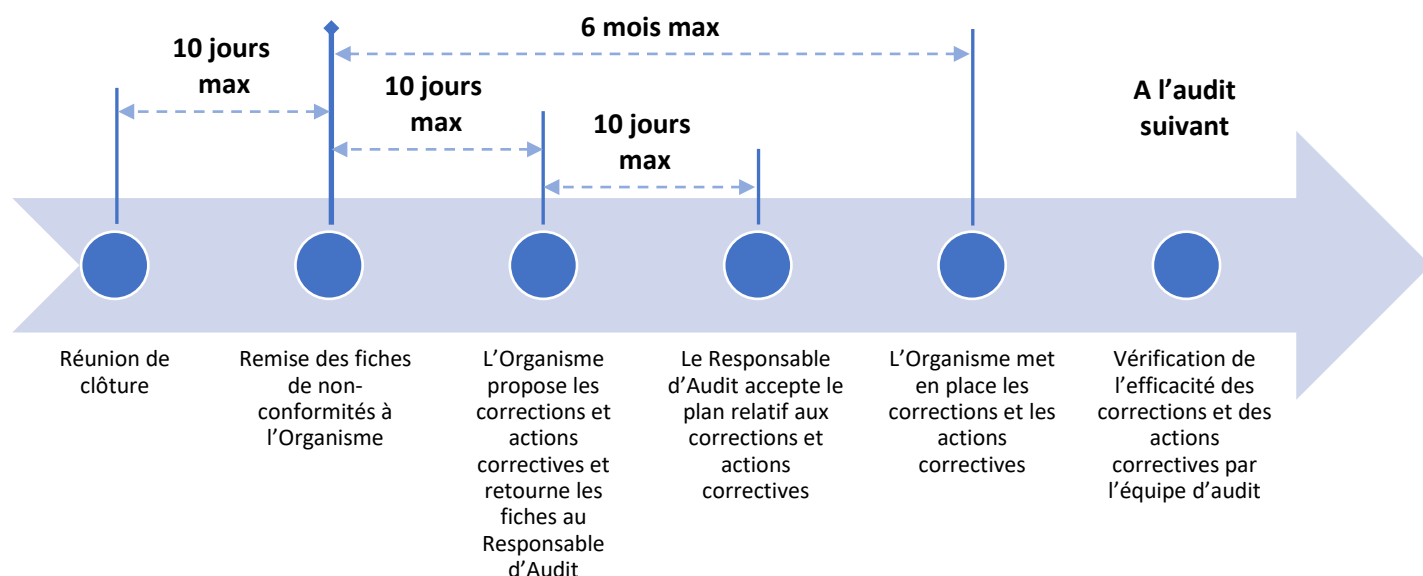 6 mois max
10 jours
max
10 jours
max
10 jours
max
A l’audit
suivant
Réunion de
clôture
Remise des fiches
de non-
conformités à
l’Organisme
L’Organisme
propose les
corrections et
actions
correctives et
retourne les
fiches au
Responsable
d’Audit
Le Responsable
d’Audit accepte le
plan relatif aux
corrections et
actions
correctives
L’Organisme met
en place les
corrections et les
actions
correctives
Vérification de
l’efficacité des
corrections et des
actions
correctives par
l’équipe d’audit